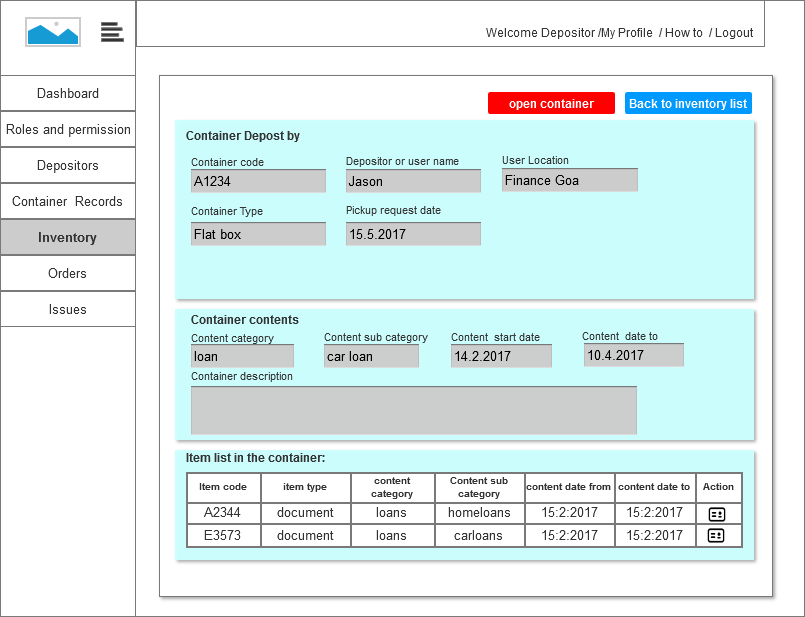 Welcome Depositor /My Profile / How to / Logout
Dashboard
Roles and permission
Depositors
Container Records
Inventory
Orders
Issues
open container
Back to inventory list
Container Depost by
Container code
Depositor or user name
User Location
A1234
Jason
Finance Goa
Container Type
Pickup request date
Flat box
15.5.2017
Container contents
Content category
Content sub category
Content start date
Content date to
loan
car loan
14.2.2017
10.4.2017
Container description
Item list in the container:
Item code
item type
content category
Content sub category
content date from
content date to
Action
A2344 document loans homeloans 15:2:2017 15:2:2017
E3573 document loans carloans 15:2:2017 15:2:2017